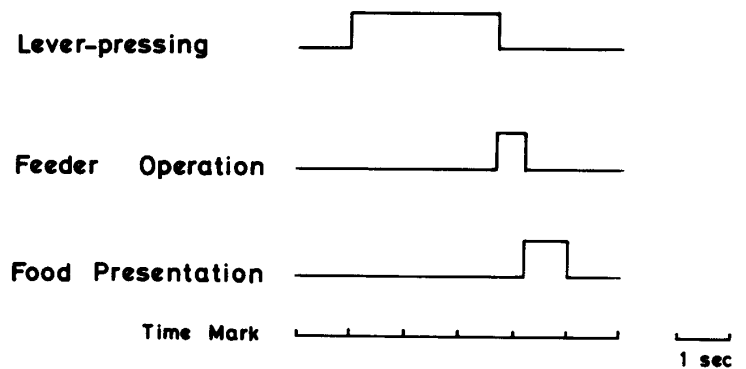 Lever-pressing
Feeder Operation
Food Presentation
Time Mark
1 sec